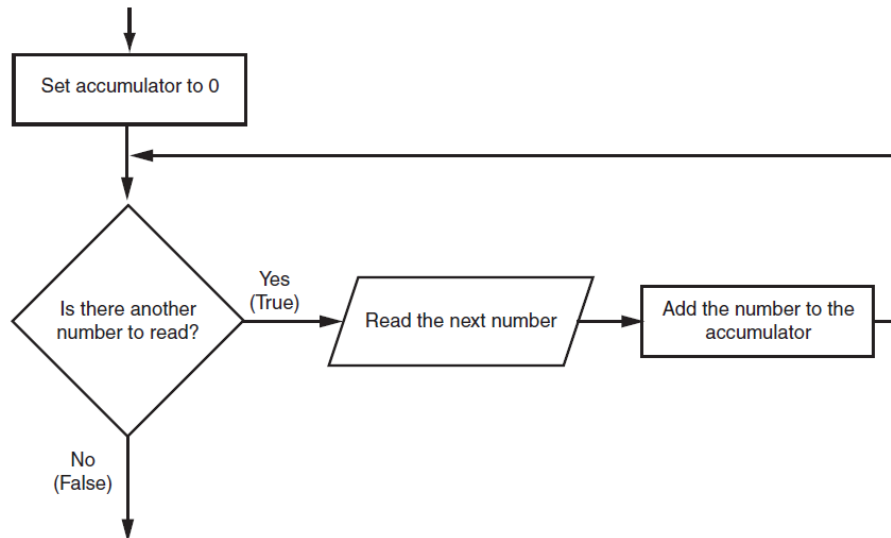 Set accumulator to 0
Is there another
number to read?
Yes
(True)
Read the next number
Add the number to the
accumulator
No
(False)